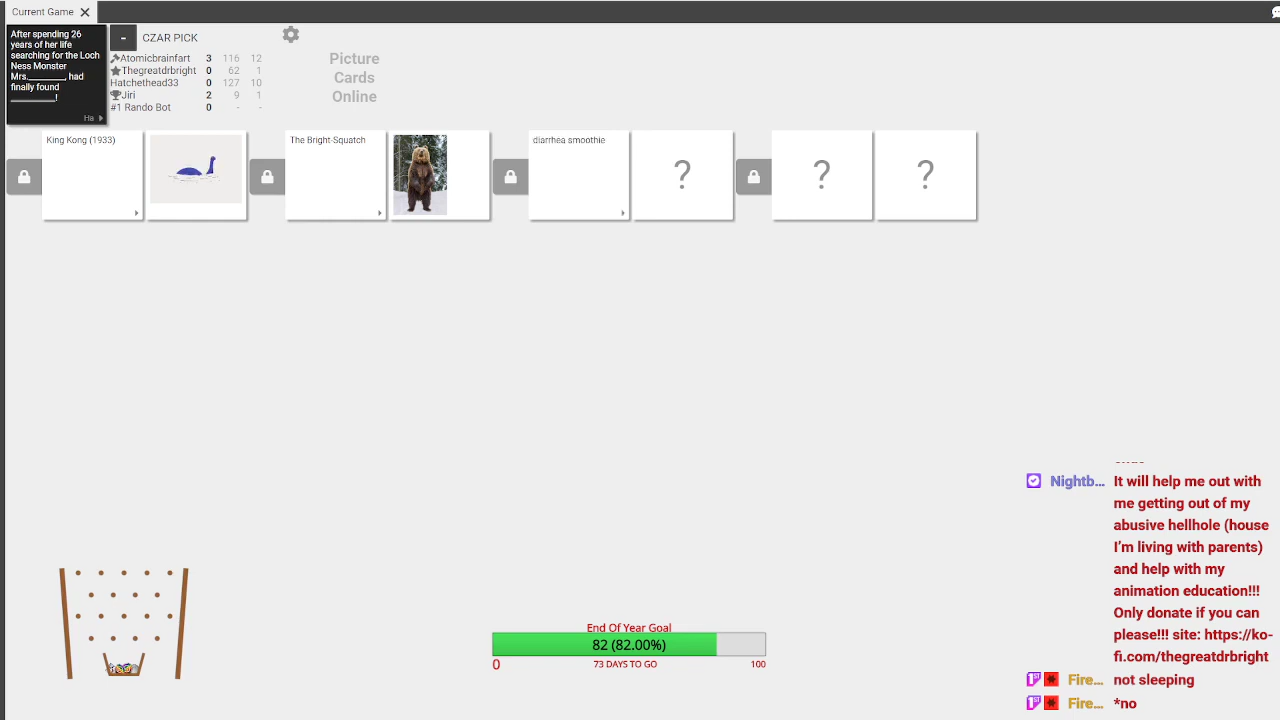 Current Game
After spending 26
years of her life
searching for the Loch
Ness Monster
Mrs.________, had
finally found
__________!
Ha
-
CZAR PICK
Atomicbrainfart 3 116 12
Thegreatdrbright 0 62 1
Hatchethead33 0 127 10
Jiri 2 9 1
#1 Rando Bot 0 - -
Picture
Cards
Online
King Kong (1933)
The Bright-Squatch
diarrhea smoothie
?
?
?
Nightb... It will help me out with
me getting out of my
abusive hellhole (house
I'm living with parents)
and help with my
animation education!!!
Only donate if you can
please!!! site: https://ko-
fi.com/thegreatdrbright
Fire... not sleeping
Fire... *no
End Of Year Goal
82 (82.00%)
0 73 DAYS TO GO 100